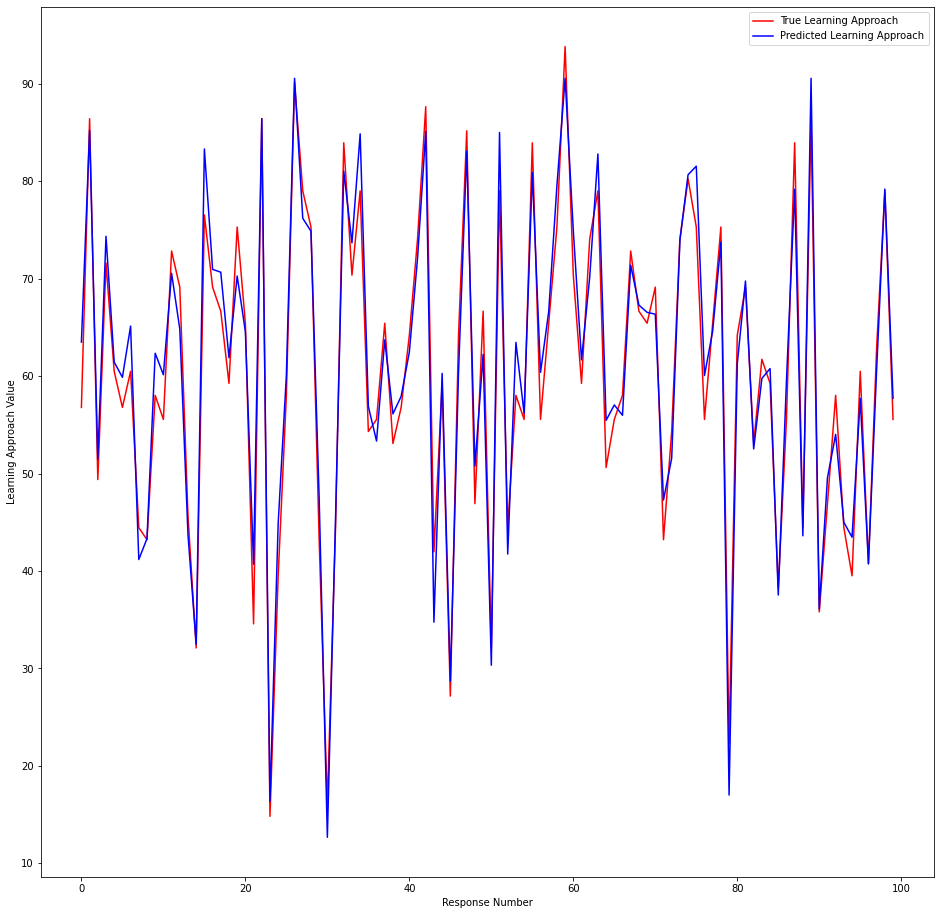 True Learning Approach
Predicted Learning Approach
90
80
70
60
50
40
30
20
10
Learning Approach Value
0 20 40 60 80 100
Response Number